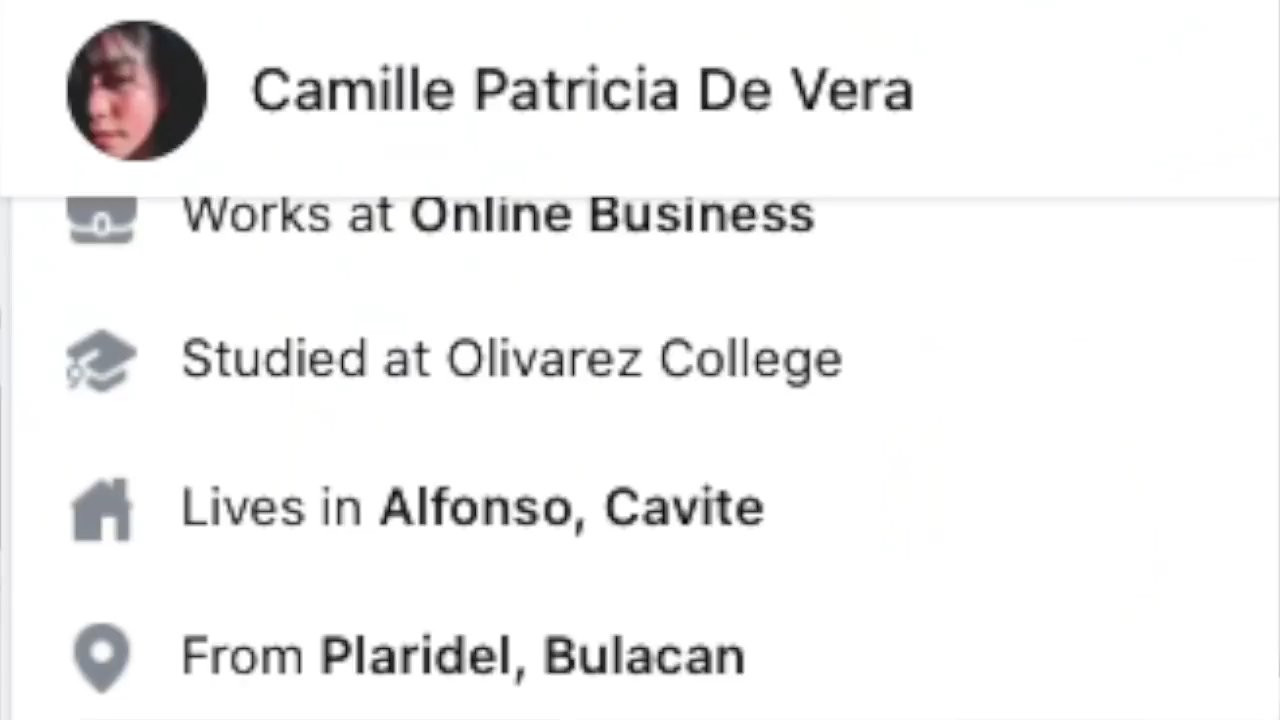 Camille Patricia De Vera
Works at Online Business
Studied at Olivarez College
Lives in Alfonso, Cavite
From Plaridel, Bulacan